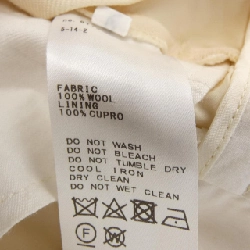 FABRIC
100% WOOL
LINING
100% CUPRO
DO NOT WASH
DO NOT BLEACH
DO NOT TUMBLE DRY
COOL IRON
DRY CLEAN
DO NOT WET CLEAN